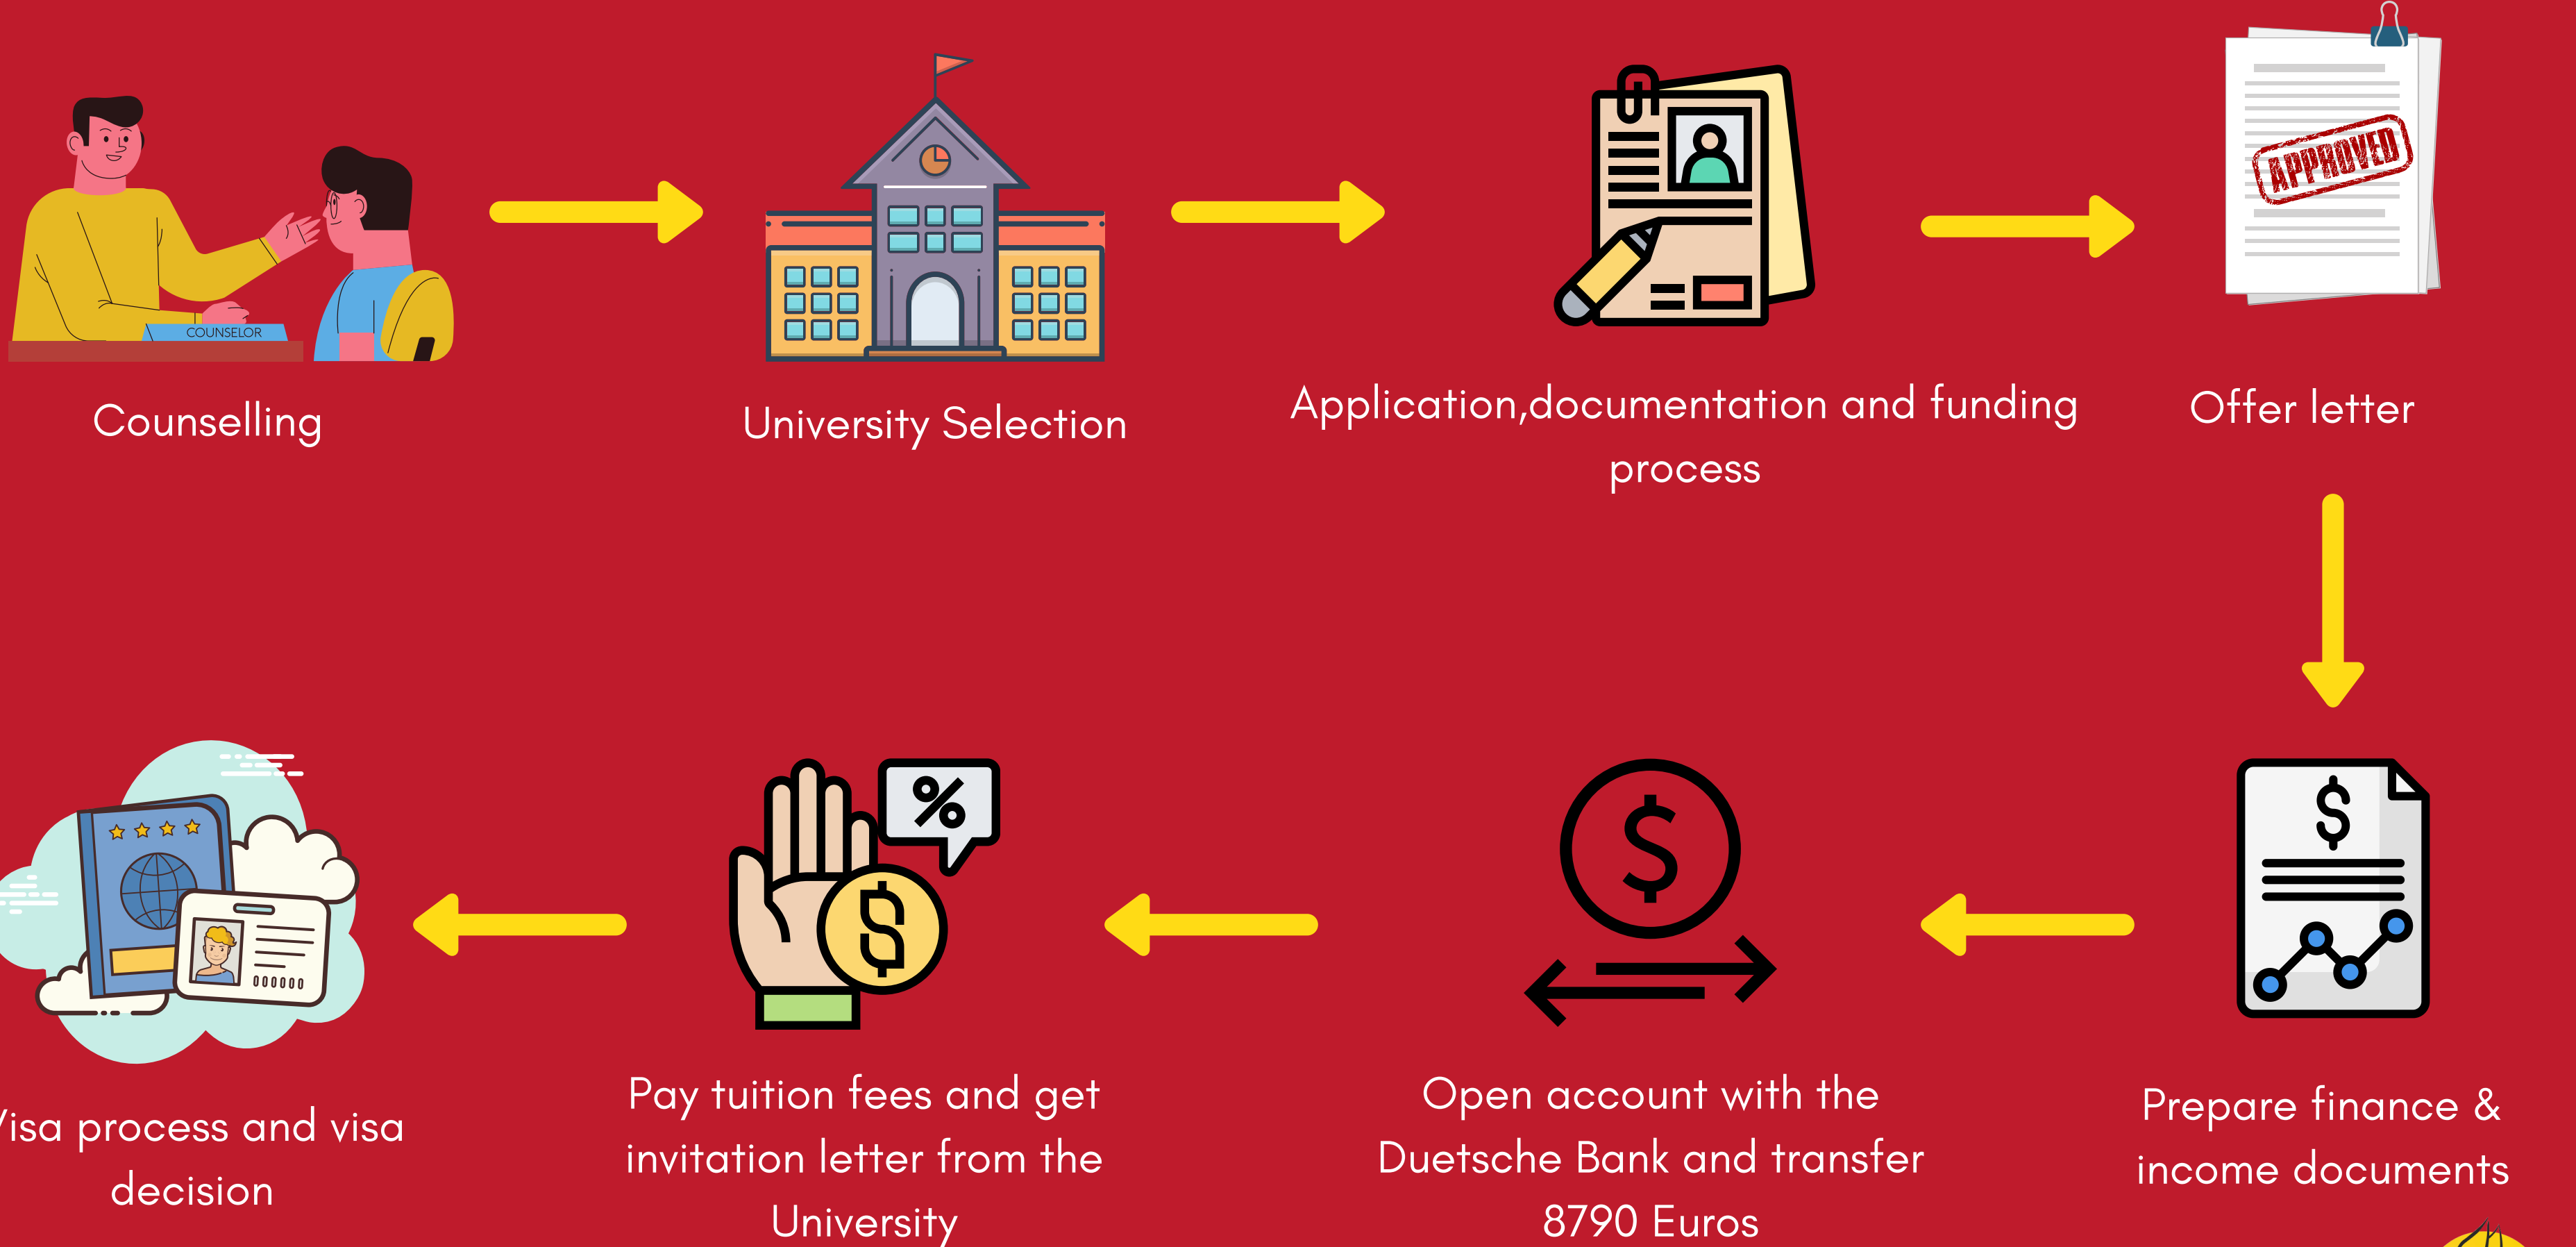 COUNSELOR
APPROVED
Counselling
University Selection
Application,documentation and funding
process
Offer letter
Prepare finance &
income documents
Open account with the
Duetsche Bank and transfer
8790 Euros
Pay tuition fees and get
invitation letter from the
University
Visa process and visa
decision